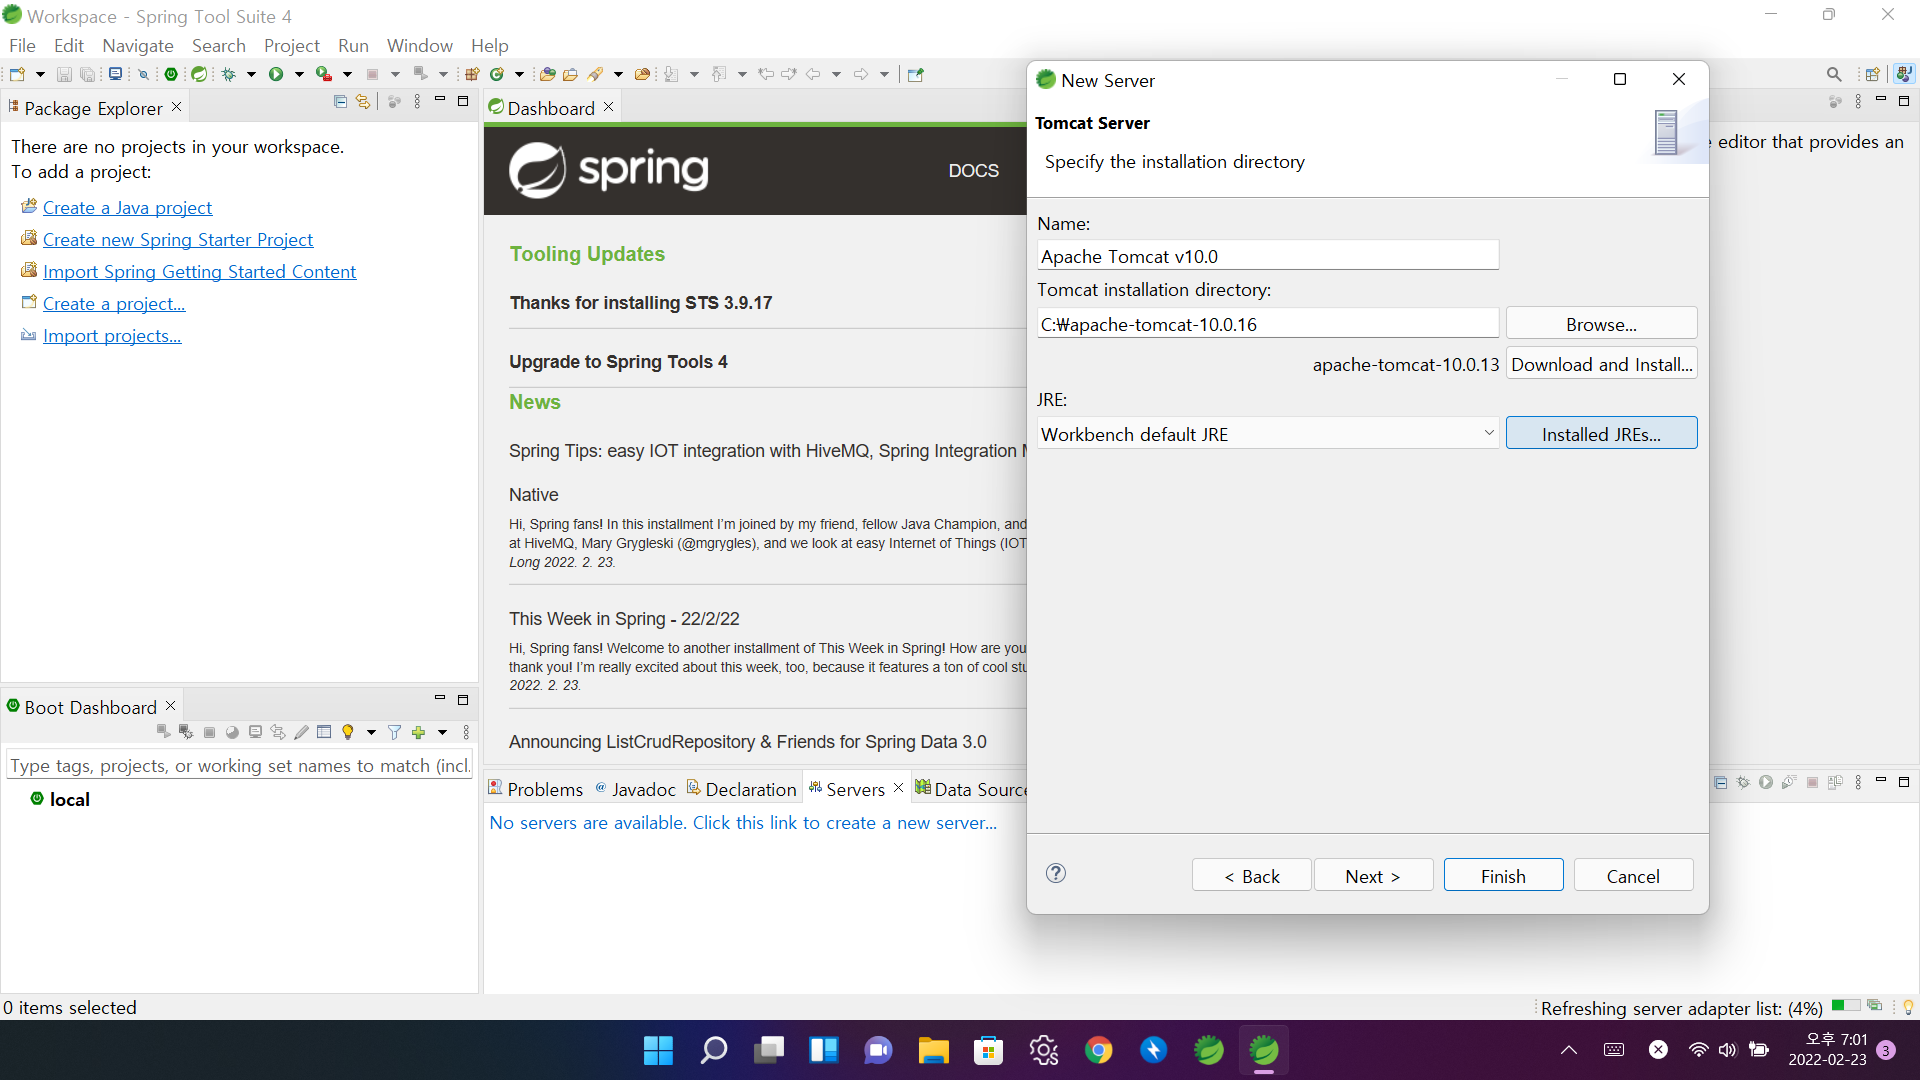 Workspace - Spring Tool Suite 4
File Edit Navigate Search Project Run Window Help
Package Explorer
There are no projects in your workspace.
To add a project:
Create a Java project
Create new Spring Starter Project
Import Spring Getting Started Content
Create a project...
Import projects...
Boot Dashboard
Type tags, projects, or working set names to match (incl.
local
0 items selected
Dashboard
spring
DOCS
Tooling Updates
Thanks for installing STS 3.9.17
Upgrade to Spring Tools 4
News
Spring Tips: easy IOT integration with HiveMQ, Spring Integration
Native
Hi, Spring fans! In this installment I'm joined by my friend, fellow Java Champion, and
at HiveMQ, Mary Grygleski (@mgrygles), and we look at easy Internet of Things (IOT
Long 2022. 2. 23.
This Week in Spring - 22/2/22
Hi, Spring fans! Welcome to another installment of This Week in Spring! How are you
thank you! I'm really excited about this week, too, because it features a ton of cool
2022. 2. 23.
Announcing ListCrudRepository & Friends for Spring Data 3.0
Problems @ Javadoc Declaration Servers Data Source
No servers are available. Click this link to create a new server...
New Server
Tomcat Server
Specify the installation directory
Name:
Apache Tomcat v10.0
Tomcat installation directory:
C:₩apache-tomcat-10.0.16
Browse...
apache-tomcat-10.0.13
Download and Install...
JRE:
Workbench default JRE
Installed JREs...
< Back
Next >
Finish
Cancel
editor that provides an
Refreshing server adapter list: (4%)
오후 7:01
2022-02-23
3